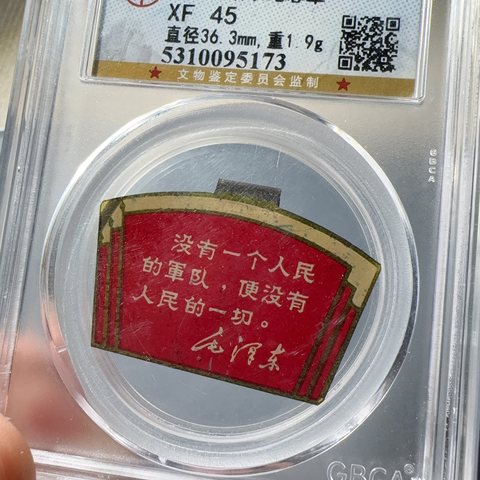 XF 45
直径36.3mm,重1.9g
5310095173
文物鉴定委员会监制
GBCA
没有一个人民
的軍队，便没有
人民的一切。
毛泽东
GBCA